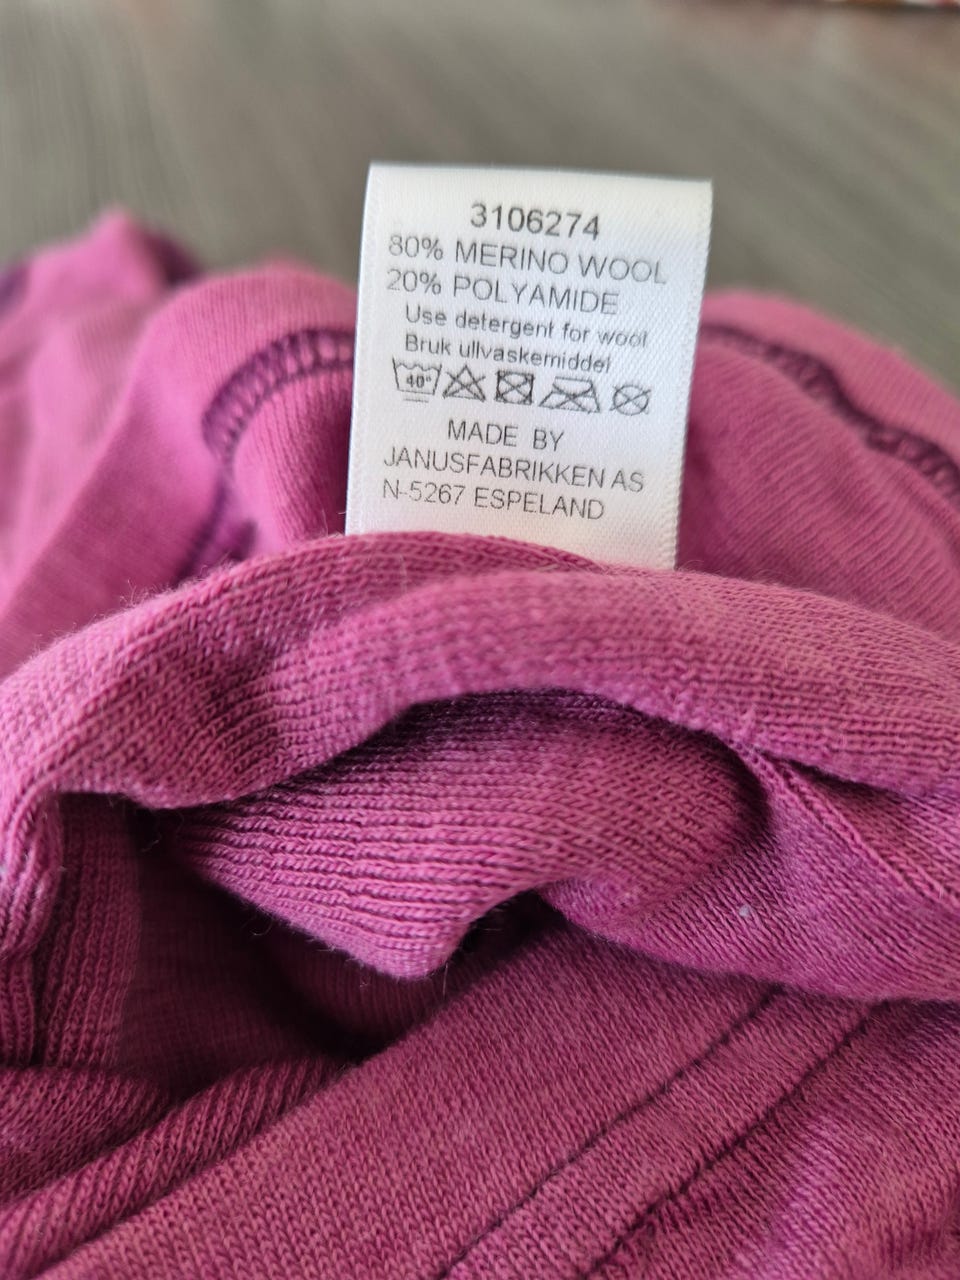 3106274
80% MERINO WOOL
20% POLYAMIDE
Use detergent for wool
Bruk ullvaskemiddel
40°
MADE BY
JANUSFABRIKKEN AS
N-5267 ESPELAND